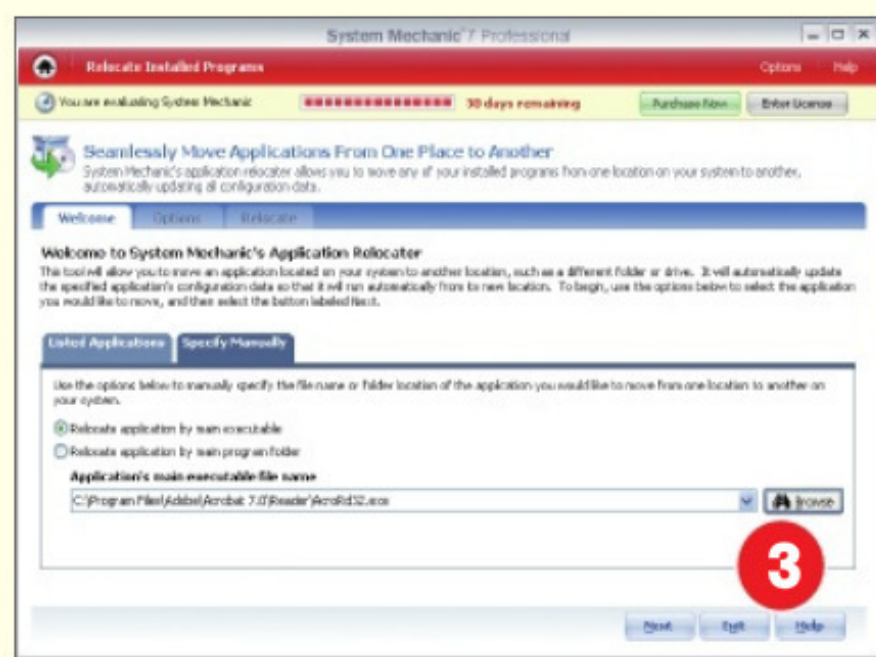 System Mechanic 7 Professional
Relocate Installed Programs
Options Help
You are evaluating System Mechanic 30 days remaining Purchase Now Enter License
Seamlessly Move Applications From One Place to Another
System Mechanic's application relocater allows you to move any of your installed programs from one location on your system to another,
automatically updating all configuration data.
Welcome Options Relocate
Welcome to System Mechanic's Application Relocater
This tool will allow you to move an application located on your system to another location, such as a different folder or drive. It will automatically update
the specified application's configuration data so that it will run automatically from its new location. To begin, use the options below to select the application
you would like to move, and then select the button labeled Next.
Listed Applications Specify Manually
Use the options below to manually specify the file name or folder location of the application you would like to move from one location to another on
your system.
Relocate application by main executable
Relocate application by main program folder
Application's main executable file name
C:\Program Files\Adobe\Acrobat 7.0\Reader\AcroRd32.exe
Browse
3
Next Exit Help